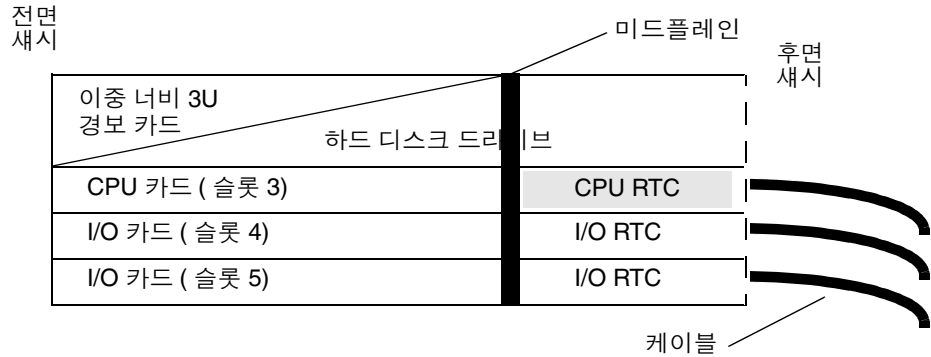 전면
섀시
미드플레인
후면
섀시
이중 너비 3U
경보 카드
하드 디스크 드라이브
CPU 카드 ( 슬롯 3)
CPU RTC
I/O 카드 ( 슬롯 4)
I/O RTC
I/O 카드 ( 슬롯 5)
I/O RTC
케이블